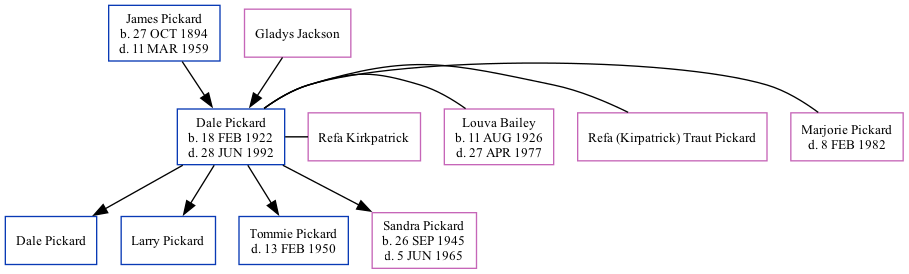 James Pickard
b. 27 OCT 1894
d. 11 MAR 1959
Gladys Jackson
Dale Pickard
b. 18 FEB 1922
d. 28 JUN 1992
Refa Kirkpatrick
Louva Bailey
b. 11 AUG 1926
d. 27 APR 1977
Refa (Kirpatrick) Traut Pickard
Marjorie Pickard
d. 8 FEB 1982
Dale Pickard
Larry Pickard
Tommie Pickard
d. 13 FEB 1950
Sandra Pickard
b. 26 SEP 1945
d. 5 JUN 1965